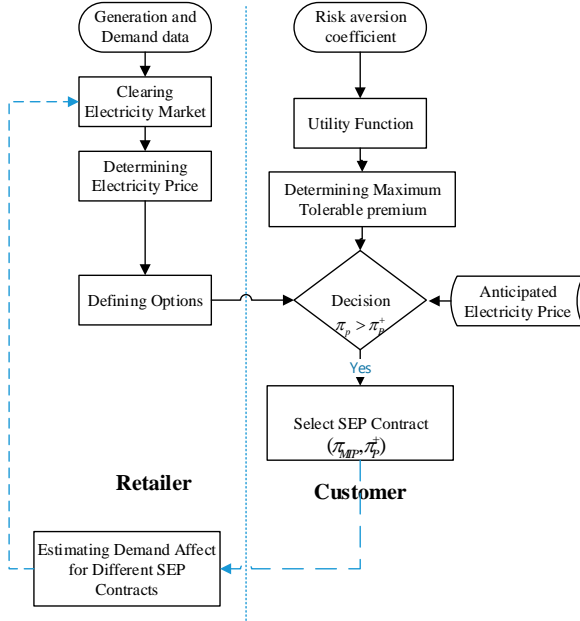 Generation and
Demand data
Clearing
Electricity Market
Determining
Electricity Price
Defining Options
Retailer
Estimating Demand Affect
for Different SEP
Contracts
Risk aversion
coefficient
Utility Function
Determining Maximum
Tolerable premium
Decision
π_p > π_P^+
Anticipated
Electricity Price
Yes
Select SEP Contract
(π_MIP, π_P^+)
Customer